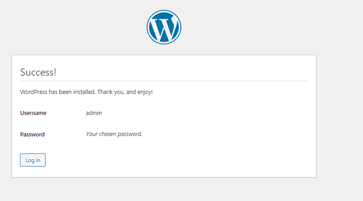 Success!
WordPress has been installed. Thank you, and enjoy!
Username admin
Password Your chosen password.
Log In